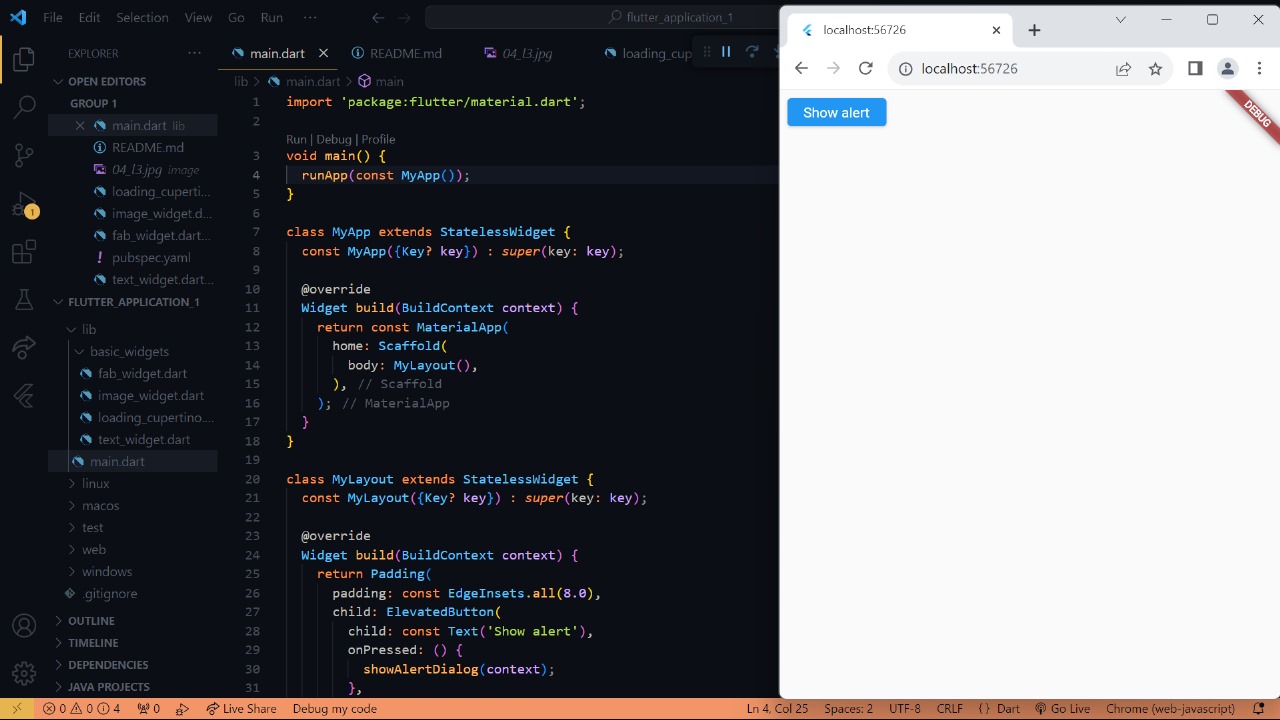 File Edit Selection View Go Run ··· flutter_application_1
EXPLORER ···
OPEN EDITORS
GROUP 1
main.dart lib
README.md
04_l3.jpg image
loading_cuperti...
image_widget.d...
fab_widget.dart...
pubspec.yaml
text_widget.dart...
FLUTTER_APPLICATION_1
lib
basic_widgets
fab_widget.dart
image_widget.dart
loading_cupertino....
text_widget.dart
main.dart
linux
macos
test
web
windows
.gitignore
OUTLINE
TIMELINE
DEPENDENCIES
JAVA PROJECTS
1
main.dart README.md 04_l3.jpg loading_cup
lib > main.dart > main
1 import 'package:flutter/material.dart';
2
Run | Debug | Profile
3 void main() {
4 runApp(const MyApp());
5 }
6
7 class MyApp extends StatelessWidget {
8 const MyApp({Key? key}) : super(key: key);
9
10 @override
11 Widget build(BuildContext context) {
12 return const MaterialApp(
13 home: Scaffold(
14 body: MyLayout(),
15 ), // Scaffold
16 ); // MaterialApp
17 }
18 }
19
20 class MyLayout extends StatelessWidget {
21 const MyLayout({Key? key}) : super(key: key);
22
23 @override
24 Widget build(BuildContext context) {
25 return Padding(
26 padding: const EdgeInsets.all(8.0),
27 child: ElevatedButton(
28 child: const Text('Show alert'),
29 onPressed: () {
30 showAlertDialog(context);
31 },
localhost:56726
localhost:56726
Show alert
DEBUG
0 0 4 0 Live Share Debug my code Ln 4, Col 25 Spaces: 2 UTF-8 CRLF {} Dart Go Live Chrome (web-javascript)